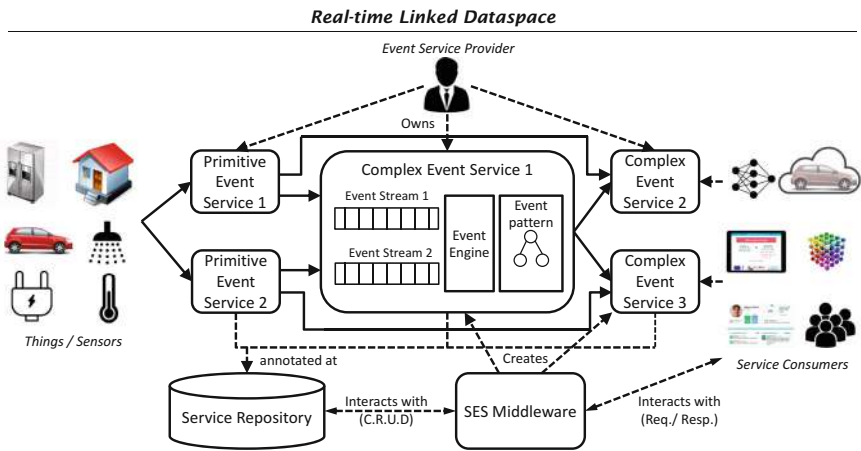 Real-time Linked Dataspace
Event Service Provider
Owns
Primitive
Event
Service 1
Complex Event Service 1
Event Stream 1
Event Stream 2
Event
Engine
Event
pattern
Complex
Event
Service 2
Primitive
Event
Service 2
Complex
Event
Service 3
Things / Sensors
annotated at
Creates
Service Consumers
Service Repository
Interacts with
(C.R.U.D)
SES Middleware
Interacts with
(Req./ Resp.)